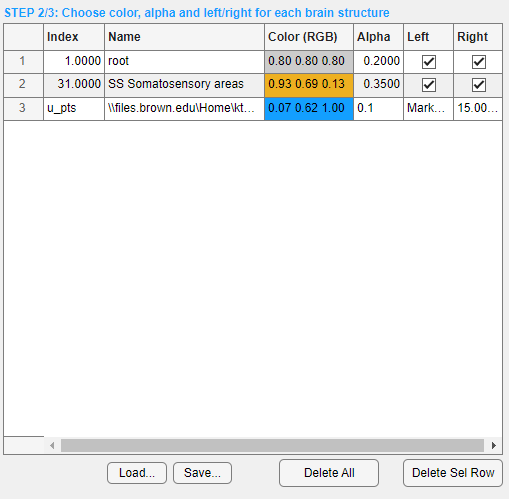 STEP 2/3: Choose color, alpha and left/right for each brain structure
Index Name Color (RGB) Alpha Left Right
1 1.0000 root 0.80 0.80 0.80 0.2000
2 31.0000 SS Somatosensory areas 0.93 0.69 0.13 0.3500
3 u_pts \\files.brown.edu\Home\kt... 0.07 0.62 1.00 0.1 Mark... 15.00...
Load... Save... Delete All Delete Sel Row